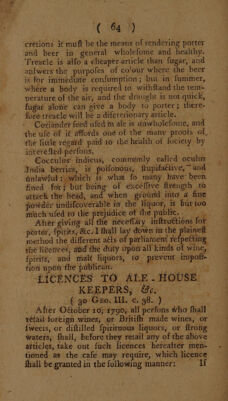 ( 64 )
cretions it muſt be the means of rendering porter
and beer in general wholeſome and healthy.
Treacle is alſo a cheaper article than ſugar, and
anſwers the purpoſes of colour where the beer
is for immediate conſumption; but in ſummer,
where a body is required to withſtand the tem-
perature of the air, and the draught is not quick,
ſugar alone can give a body to porter; there-
fore treacle will be a diſcretionary article.
Coriander ſeed uſed in ale is unwholeſome, and
the uſe of it affords one of the many proofs of
the little regard paid to the health of ſociety by
intereſted perſons.
Cocculus indicus, commonly called oculus
India berries, is poiſonous, ſtupifactive, and
unlawful; which is what ſo many have been
fined for; but being of exceſſive ſtrength to
attack the head, and when ground into a fine
powder undiſcoverable in the liquor, is but too
much uſed to the prejudice of the public.
After giving all the neceſſary inſtructions for
porter, ſpirits, &c. I ſhall lay down in the plaineſt
method the different acts of parliament reſpecting
the licences, and the duty upon all kinds of wine,
ſpirits, and malt liquors, to prevent impoſi-
tion upon the publican.
LICENCES TO ALE-HOUSE
KEEPERS, &c.
( 30 Geo. III. c. 38. )
After October 10, 1790, all perſons who ſhall
retail foreign wines, or Britiſh made wines, or
ſweets, or diſtilled ſpirituous liquors, or ſtrong
waters, ſhall, before they retail any of the above
articles, take out ſuch licences hereafter men-
tioned as the caſe may require, which licence
ſhall be granted in the following manner:
If